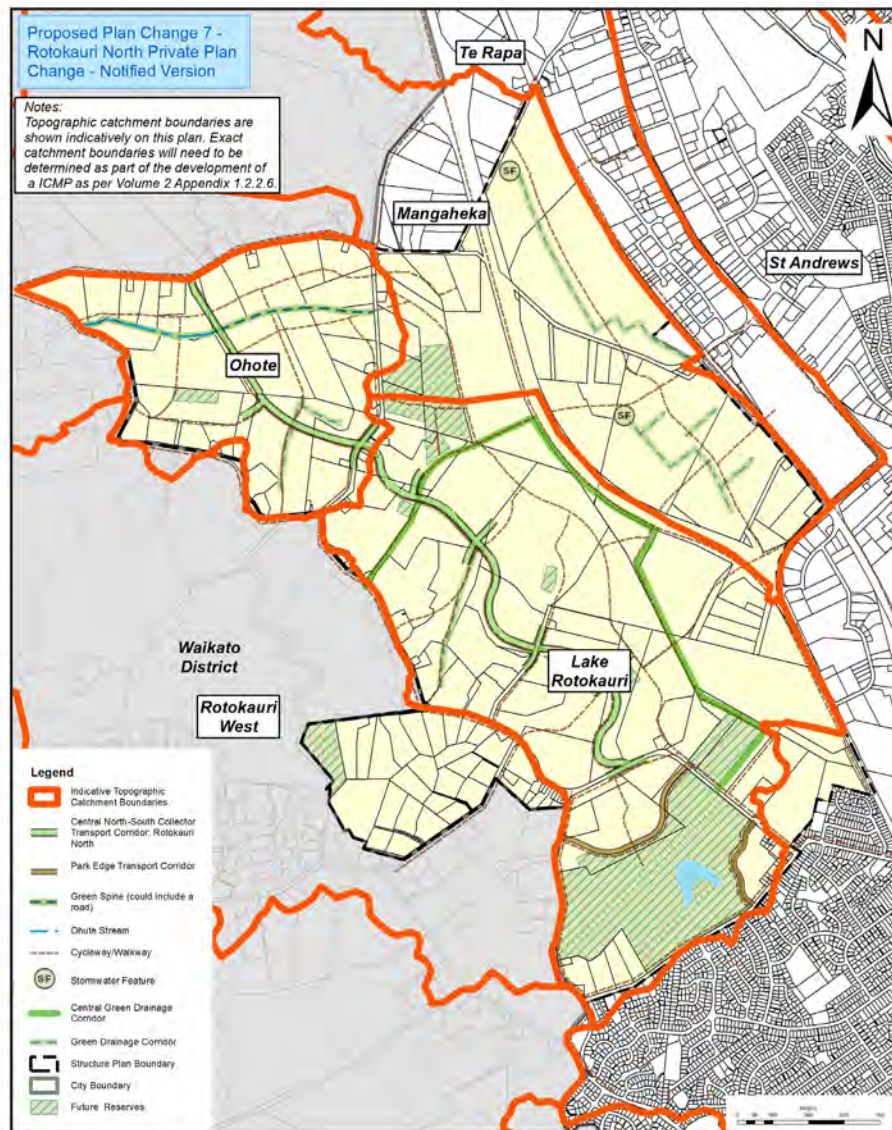 Proposed Plan Change 7 -
Rotokauri North Private Plan
Change - Notified Version
Notes:
Topographic catchment boundaries are
shown indicatively on this plan. Exact
catchment boundaries will need to be
determined as part of the development of
a ICMP as per Volume 2 Appendix 1.2.2.6.
Te Rapa
N
SF
Mangaheka
St Andrews
Ohote
SF
Waikato
District
Lake
Rotokauri
Rotokauri
West
Legend
Indicative Topographic
Catchment Boundaries
Central North-South Collector
Transport Corridor: Rotokauri
North
Park Edge Transport Corridor
Green Spine (could include a
road)
Ohute Stream
Cycleway/Walkway
SF
Stormwater Feature
Central Green Drainage
Corridor
Green Drainage Corridor
Structure Plan Boundary
City Boundary
Future Reserves